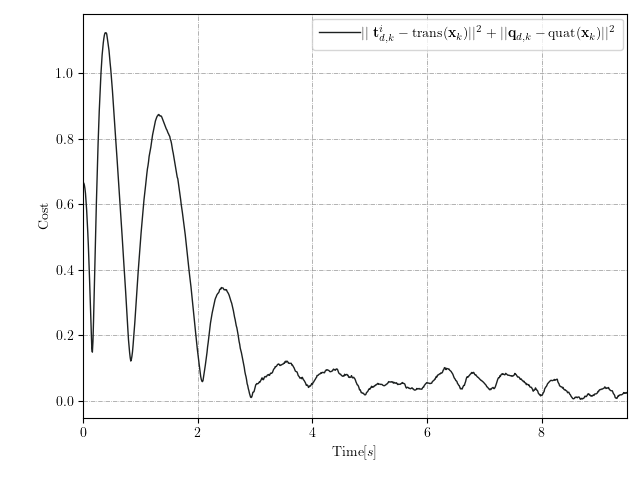 || t^i_{d,k} − trans(x_k)||^2 + ||q_{d,k} − quat(x_k)||^2
Cost
1.0
0.8
0.6
0.4
0.2
0.0
0 2 4 6 8
Time[s]